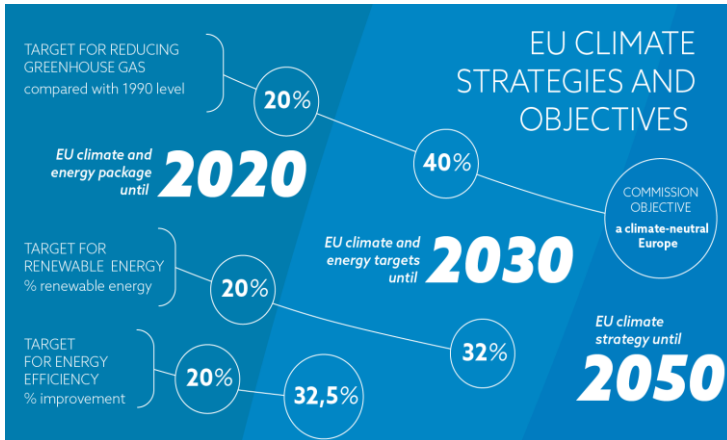 EU CLIMATE
STRATEGIES AND
OBJECTIVES
TARGET FOR REDUCING
GREENHOUSE GAS
compared with 1990 level
20%
40%
COMMISSION
OBJECTIVE
a climate-neutral
Europe
EU climate and
energy package
until
2020
TARGET FOR
RENEWABLE ENERGY
% renewable energy
20%
32%
EU climate and
energy targets
until
2030
TARGET
FOR ENERGY
EFFICIENCY
% improvement
20%
32,5%
EU climate
strategy until
2050